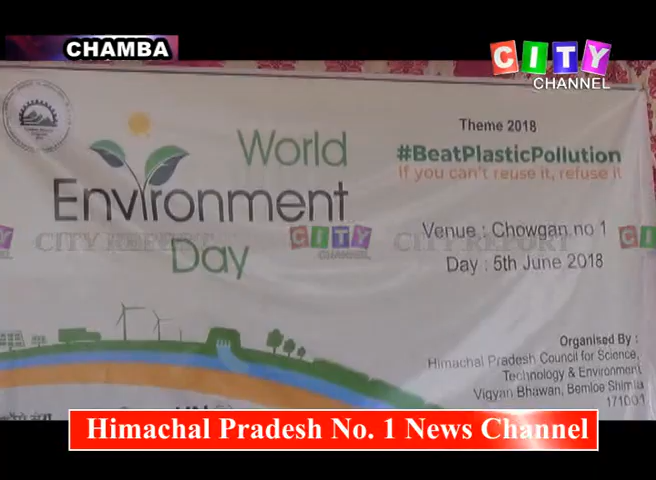 CHAMBA
CITY
CHANNEL
World
Environment
Day
Theme 2018
#BeatPlasticPollution
If you can't reuse it, refuse it
Venue : Chowgan no 1
Day : 5th June 2018
CITY REPORT
CITY
CHANNEL
CITY REPORT
Organised By :
Himachal Pradesh Council for Science,
Technology & Environment
Vigyan Bhawan, Bemloe Shimla
171001
Himachal Pradesh No. 1 News Channel